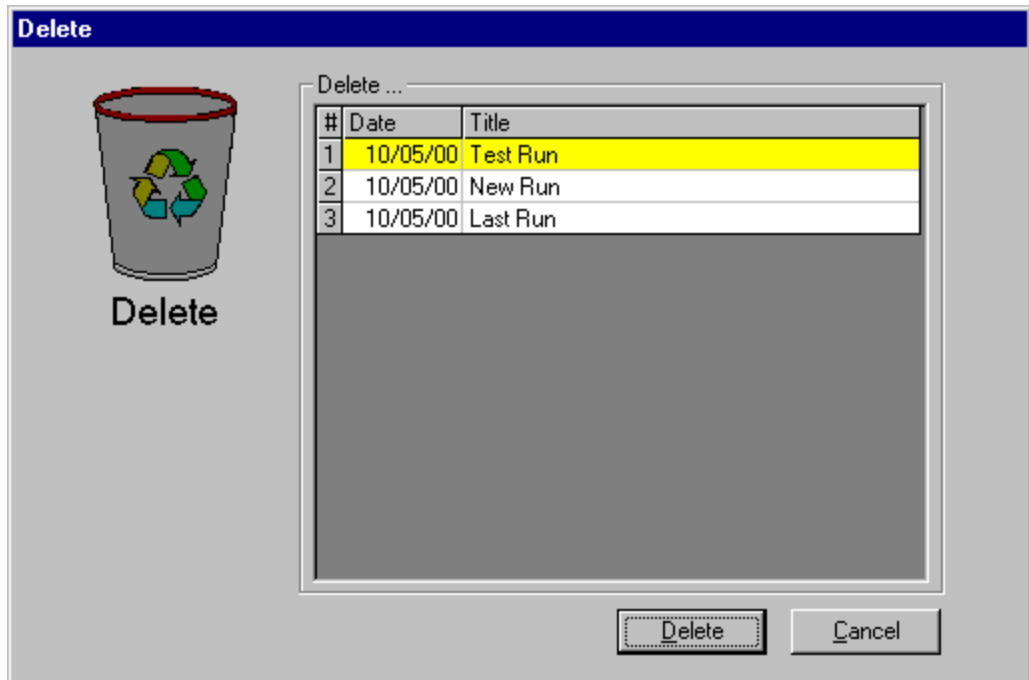 Delete
Delete
Delete ...
# Date Title
1 10/05/00 Test Run
2 10/05/00 New Run
3 10/05/00 Last Run
Delete Cancel